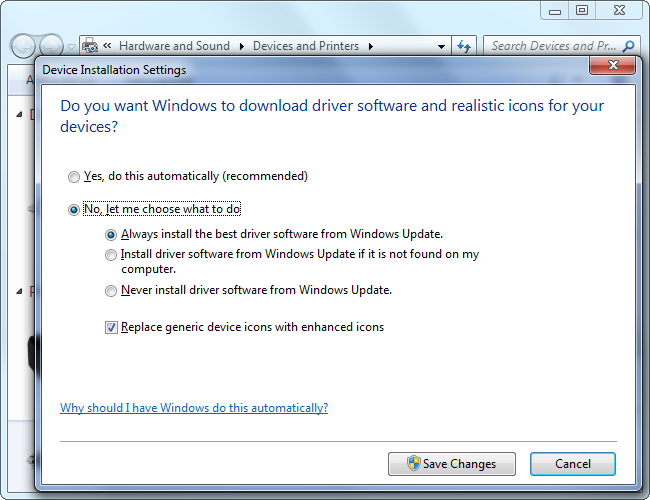 Hardware and Sound Devices and Printers Search Devices and Pr...
Device Installation Settings
Do you want Windows to download driver software and realistic icons for your
devices?
Yes, do this automatically (recommended)
No, let me choose what to do
Always install the best driver software from Windows Update.
Install driver software from Windows Update if it is not found on my
computer.
Never install driver software from Windows Update.
Replace generic device icons with enhanced icons
Why should I have Windows do this automatically?
Save Changes Cancel